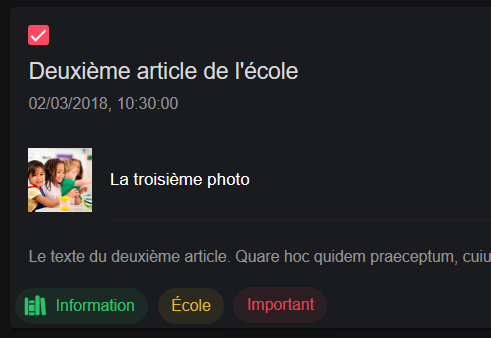 Deuxième article de l'école
02/03/2018, 10:30:00
La troisième photo
Le texte du deuxième article. Quare hoc quidem praeceptum, cuiu
Information École Important